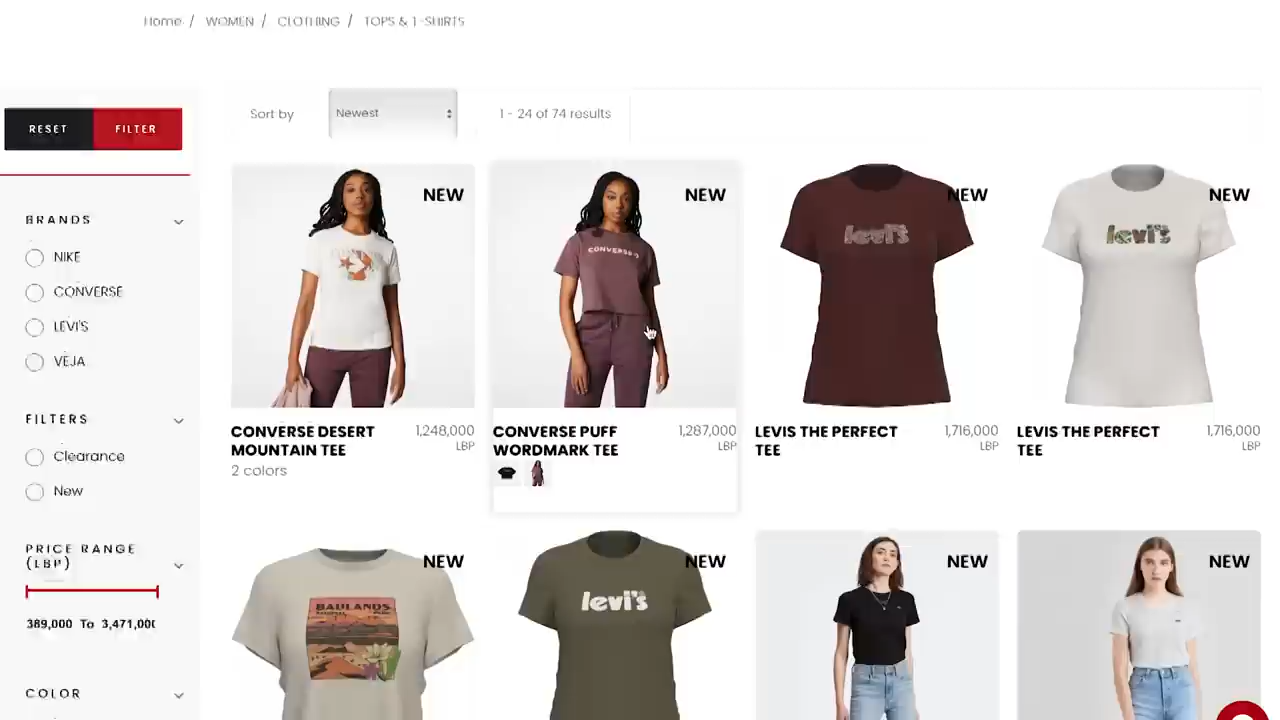 Home / WOMEN / CLOTHING / TOPS & T-SHIRTS
RESET FILTER
Sort by Newest 1 - 24 of 74 results
BRANDS
NIKE
CONVERSE
LEVI'S
VEJA
FILTERS
Clearance
New
PRICE RANGE
(LBP)
389,000 To 3,471,000
COLOR
NEW
CONVERSE DESERT
MOUNTAIN TEE
1,248,000
LBP
2 colors
NEW
CONVERSE
CONVERSE PUFF
WORDMARK TEE
1,287,000
LBP
NEW
levi's
LEVIS THE PERFECT
TEE
1,716,000
LBP
NEW
levi's
LEVIS THE PERFECT
TEE
1,716,000
LBP
NEW
BADLANDS
NEW
levi's
NEW
NEW